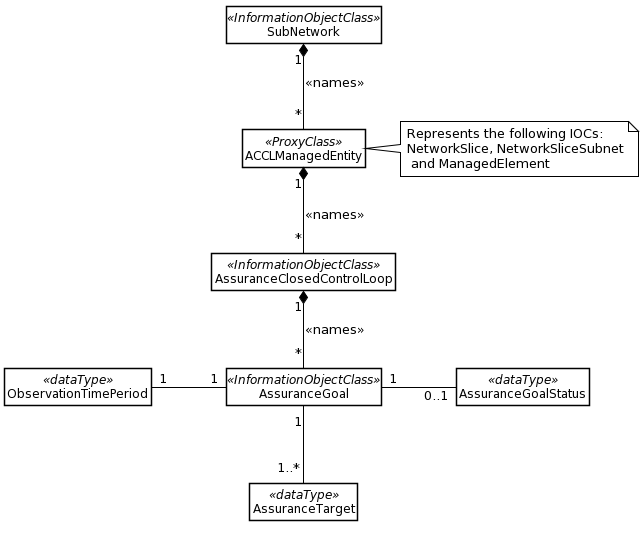 «InformationObjectClass»
SubNetwork
1
«names»
*
«ProxyClass»
ACCLManagedEntity
Represents the following IOCs:
NetworkSlice, NetworkSliceSubnet
and ManagedElement
1
«names»
*
«InformationObjectClass»
AssuranceClosedControlLoop
1
«names»
*
«dataType»
ObservationTimePeriod
1
1
«InformationObjectClass»
AssuranceGoal
1
0..1
«dataType»
AssuranceGoalStatus
1
1..*
«dataType»
AssuranceTarget